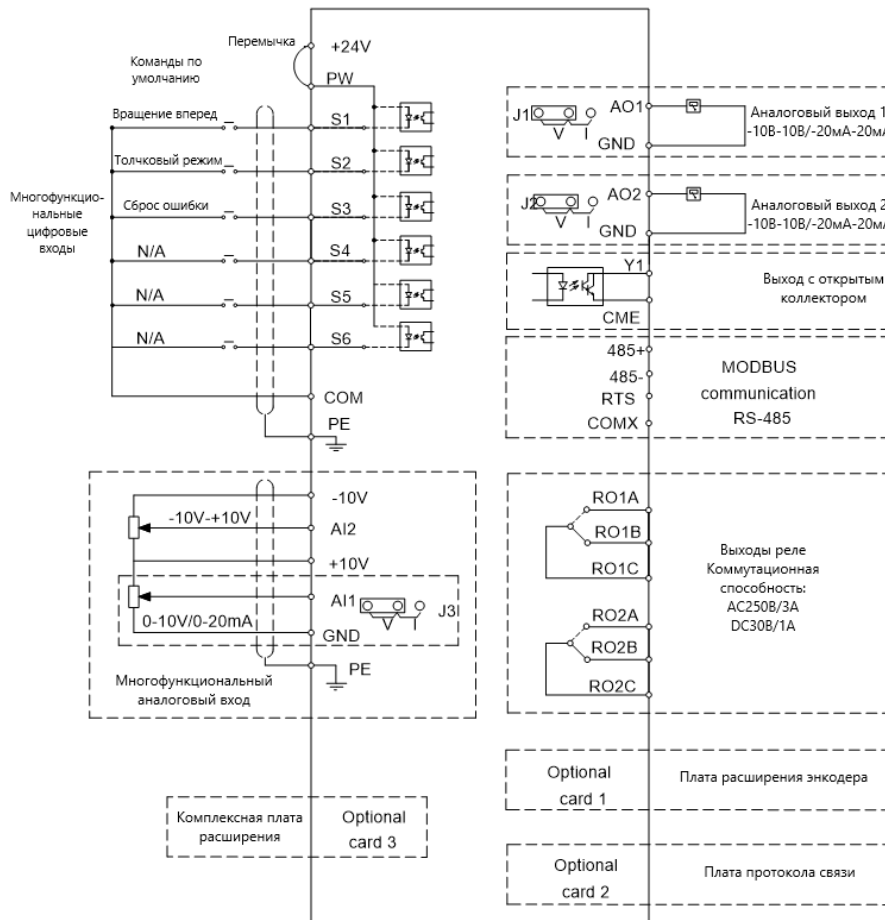 Перемычка
+24V
Команды по
умолчанию
PW
Вращение вперед
S1
Толчковый режим
S2
Многофункцио-
нальные
цифровые
входы
Сброс ошибки
S3
N/A
S4
N/A
S5
N/A
S6
COM
PE
-10V
-10V-+10V
AI2
+10V
AI1
J3
V
I
0-10V/0-20mA
GND
PE
Многофункциональный
аналоговый вход
Комплексная плата
расширения
Optional
card 3
J1
V
I
AO1
GND
Аналоговый выход 1
-10В-10В/-20мА-20мА
J2
V
I
AO2
GND
Аналоговый выход 2
-10В-10В/-20мА-20мА
Y1
CME
Выход с открытым
коллектором
485+
485-
RTS
COMX
MODBUS
communication
RS-485
RO1A
RO1B
RO1C
RO2A
RO2B
RO2C
Выходы реле
Коммутационная
способность:
AC250В/3А
DC30В/1А
Optional
card 1
Плата расширения энкодера
Optional
card 2
Плата протокола связи